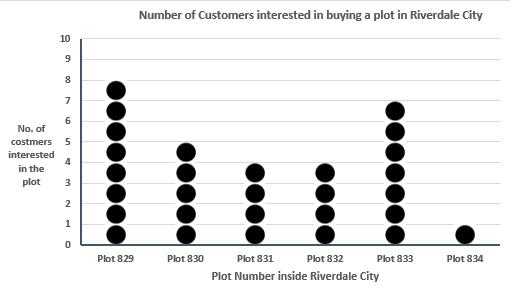 Number of Customers interested in buying a plot in Riverdale City
10
9
8
7
6
5
4
3
2
1
0
No. of
costmers
interested
in the
plot
Plot 829 Plot 830 Plot 831 Plot 832 Plot 833 Plot 834
Plot Number inside Riverdale City